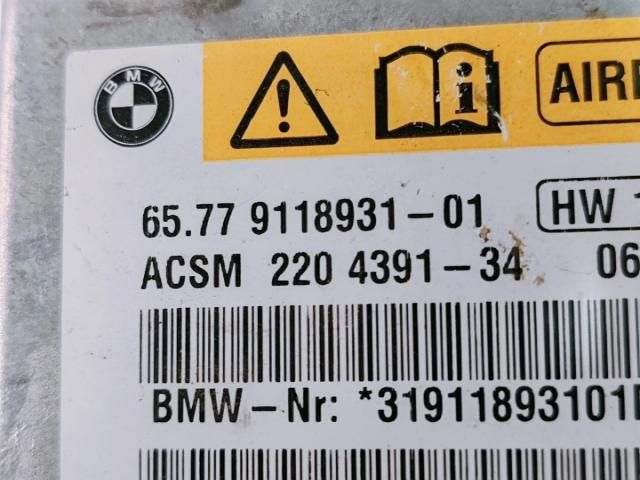 BMW
AIR
65.77 9118931-01 HW
ACSM 220 4391-34 06
BMW-Nr: *31911893101